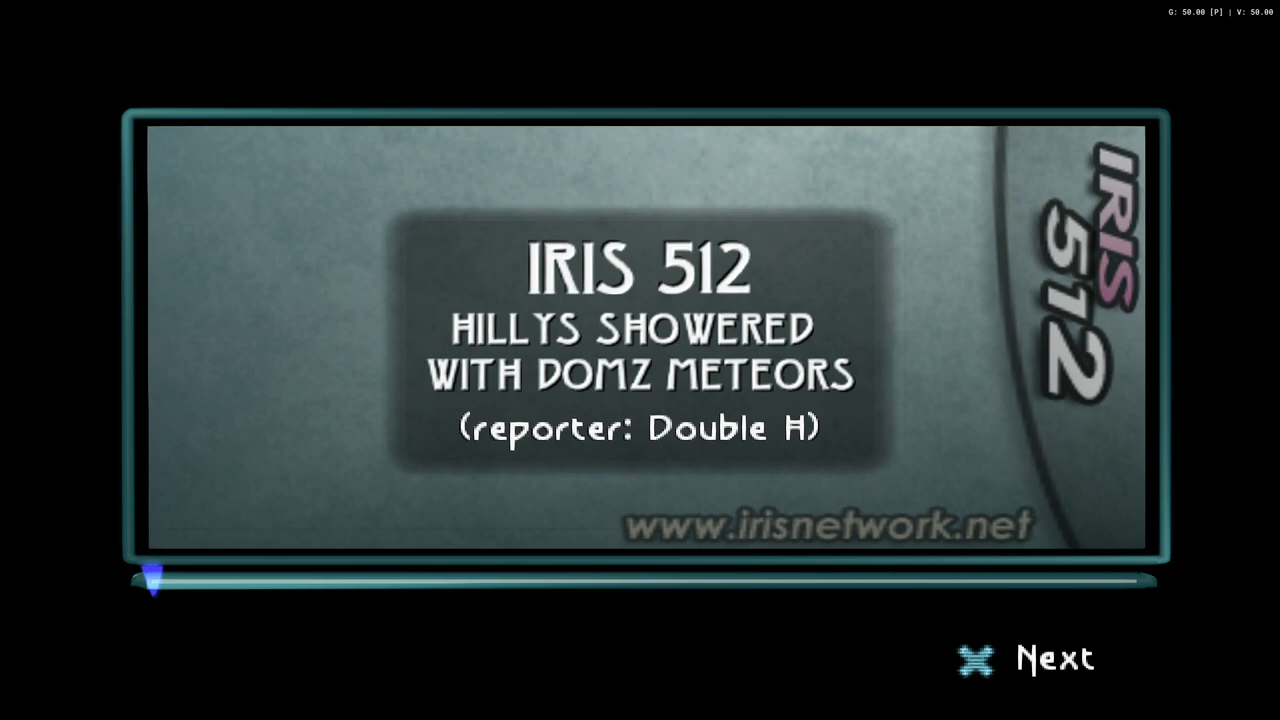 G: 50.00 [P] | V: 50.00
IRIS 512
HILLYS SHOWERED
WITH DOMZ METEORS
(reporter: Double H)
IRIS
512
www.irisnetwork.net
Next